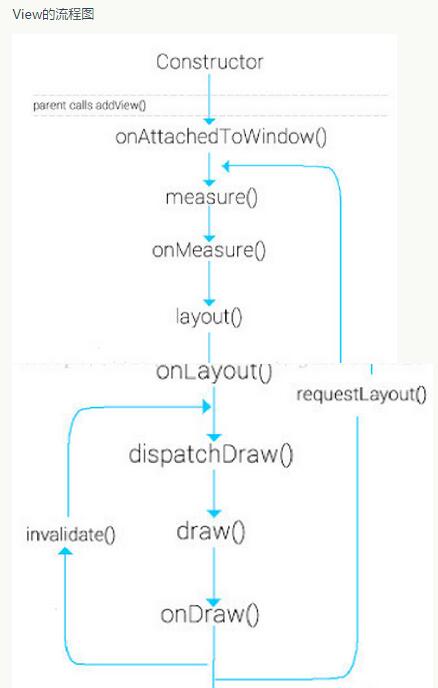 View的流程图
Constructor
parent calls addView()
onAttachedToWindow()
measure()
onMeasure()
layout()
onLayout()
requestLayout()
dispatchDraw()
invalidate()
draw()
onDraw()